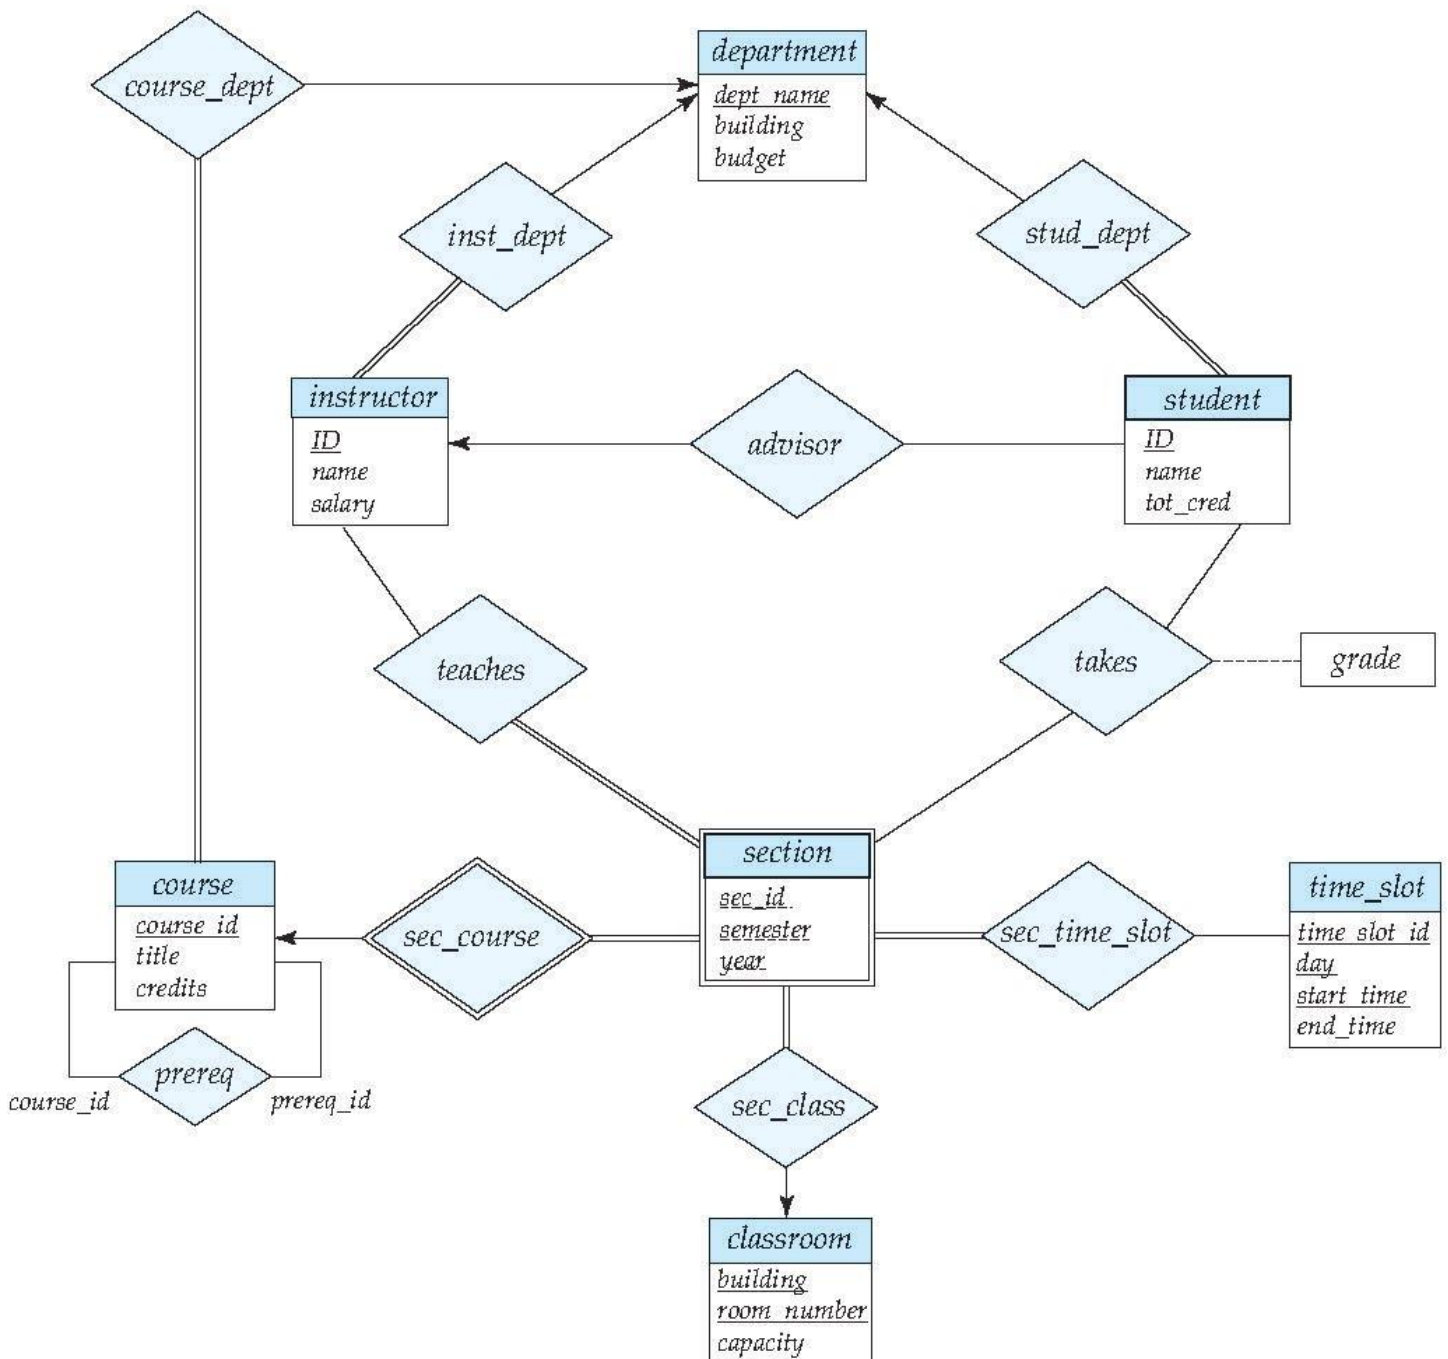 department
dept_name
building
budget
course_dept
inst_dept
stud_dept
instructor
ID
name
salary
advisor
student
ID
name
tot_cred
teaches
takes
grade
course
course_id
title
credits
sec_course
section
sec_id
semester
year
sec_time_slot
time_slot
time_slot_id
day
start_time
end_time
prereq
course_id
prereq_id
sec_class
classroom
building
room_number
capacity